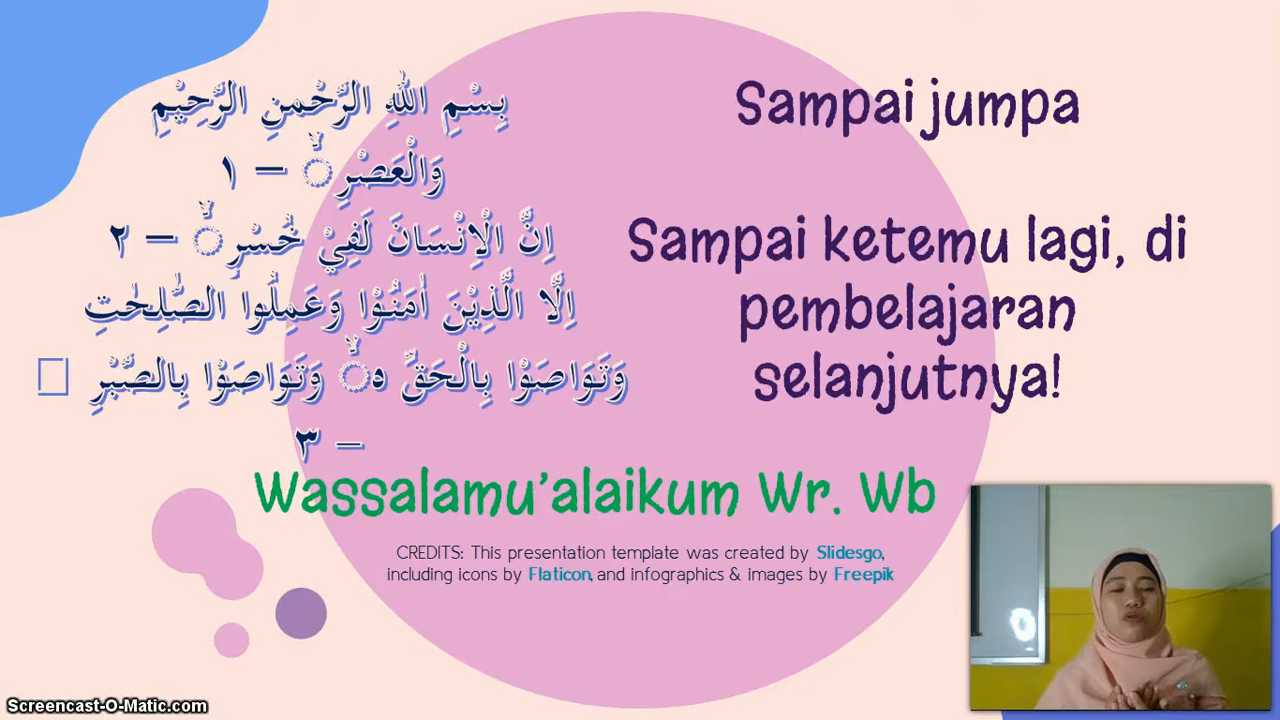 بِسْمِ اللّٰهِ الرَّحْمٰنِ الرَّحِيْمِ
وَالْعَصْرِۙ – ١
اِنَّ الْاِنْسَانَ لَفِيْ خُسْرٍۙ – ٢
اِلَّا الَّذِيْنَ اٰمَنُوْا وَعَمِلُوا الصّٰلِحٰتِ
وَتَوَاصَوْا بِالْحَقِّ ەۙ وَتَوَاصَوْا بِالصَّبْرِ
– ٣
Sampai jumpa
Sampai ketemu lagi, di
pembelajaran
selanjutnya!
Wassalamu'alaikum Wr. Wb
CREDITS: This presentation template was created by Slidesgo,
including icons by Flaticon, and infographics & images by Freepik
Screencast-O-Matic.com